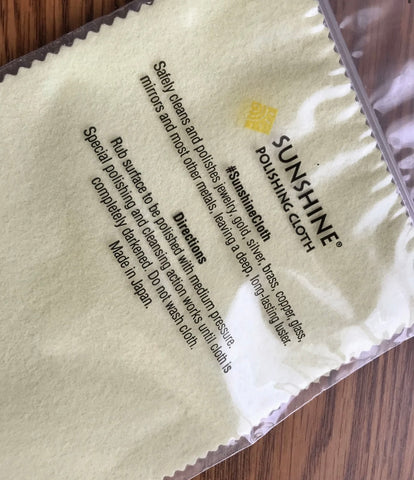 SUNSHINE®
POLISHING CLOTH
Safely cleans and polishes jewelry, gold, silver, brass, copper, glass,
mirrors and most other metals, leaving a deep, long-lasting luster.
#SunshineCloth
Directions
Rub surface to be polished with medium pressure.
Special polishing and cleansing action works until cloth is
completely darkened. Do not wash cloth.
Made in Japan.